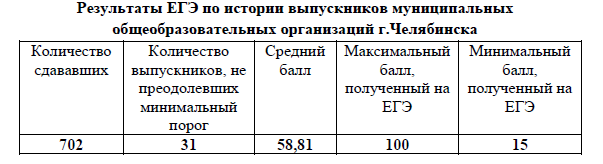 Результаты ЕГЭ по истории выпускников муниципальных
общеобразовательных организаций г.Челябинска
Количество
сдававших
Количество
выпускников, не
преодолевших
минимальный
порог
Средний
балл
Максимальный
балл,
полученный на
ЕГЭ
Минимальный
балл,
полученный на
ЕГЭ
702 31 58,81 100 15